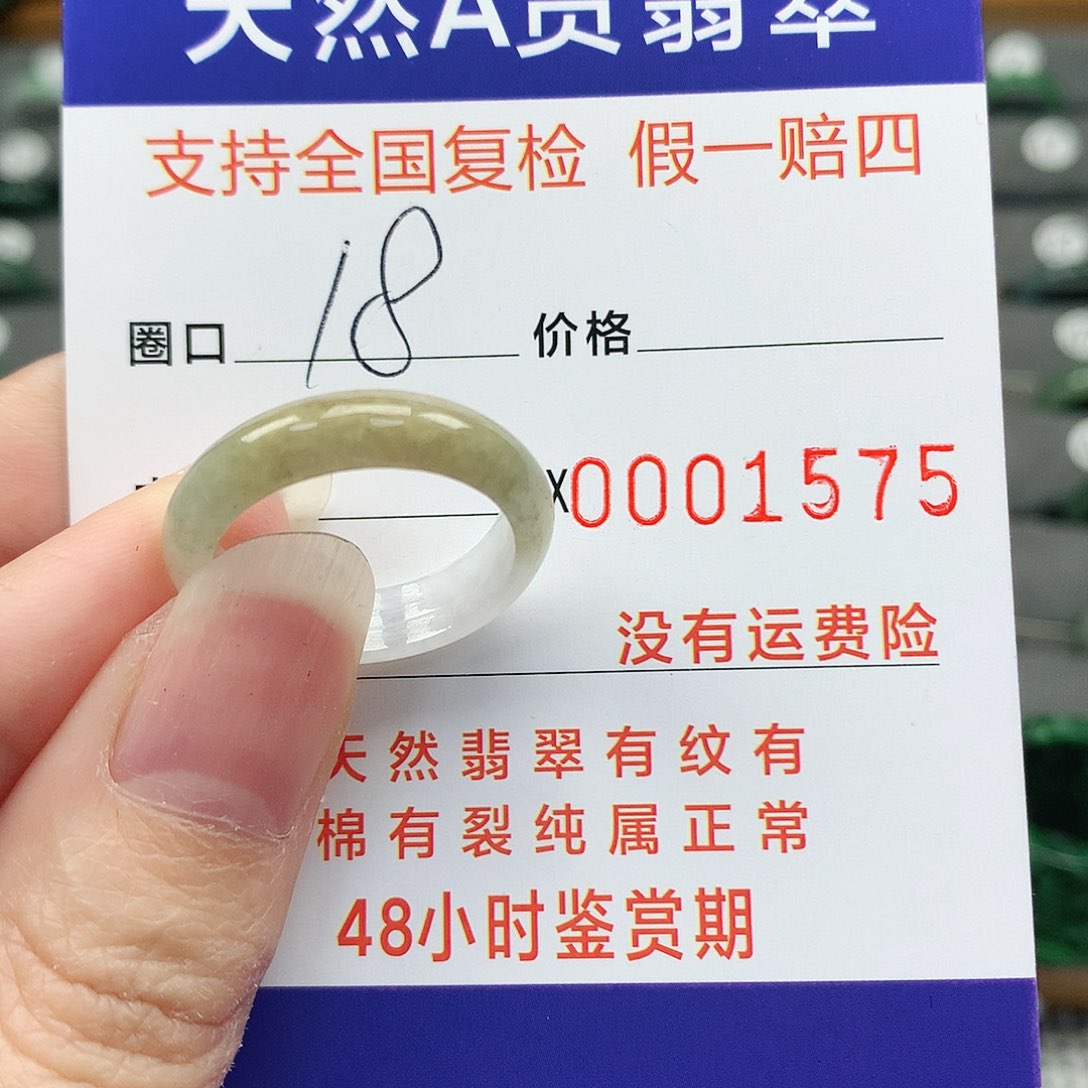 天然A货翡翠
支持全国复检 假一赔四
圈口 18 价格
X0001575
没有运费险
天然翡翠有纹有
棉有裂纯属正常
48小时鉴赏期